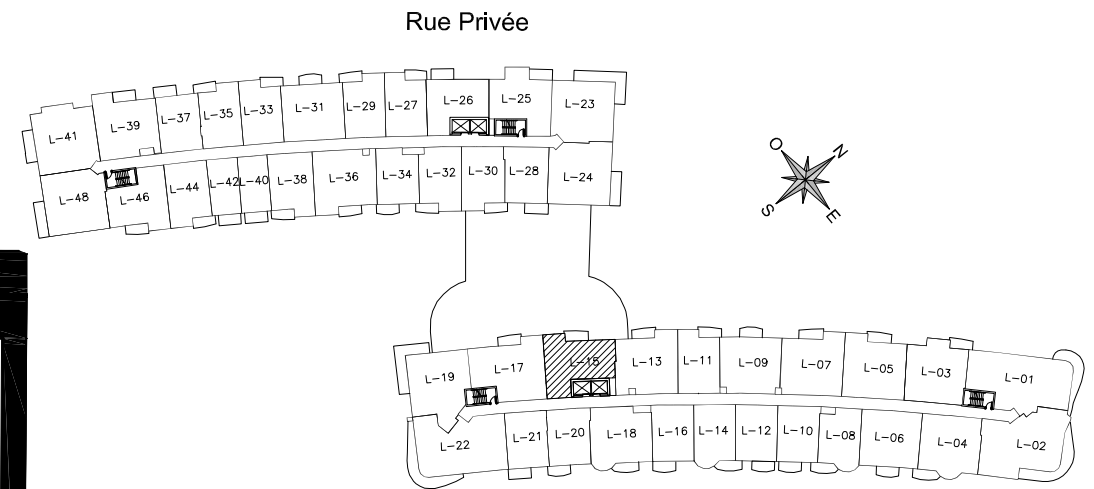 Rue Privée
L-41 L-39 L-37 L-35 L-33 L-31 L-29 L-27 L-26 L-25 L-23
L-48 L-46 L-44 L-42 L-40 L-38 L-36 L-34 L-32 L-30 L-28 L-24
O N
S E
L-19 L-17 L-15 L-13 L-11 L-09 L-07 L-05 L-03 L-01
L-22 L-21 L-20 L-18 L-16 L-14 L-12 L-10 L-08 L-06 L-04 L-02